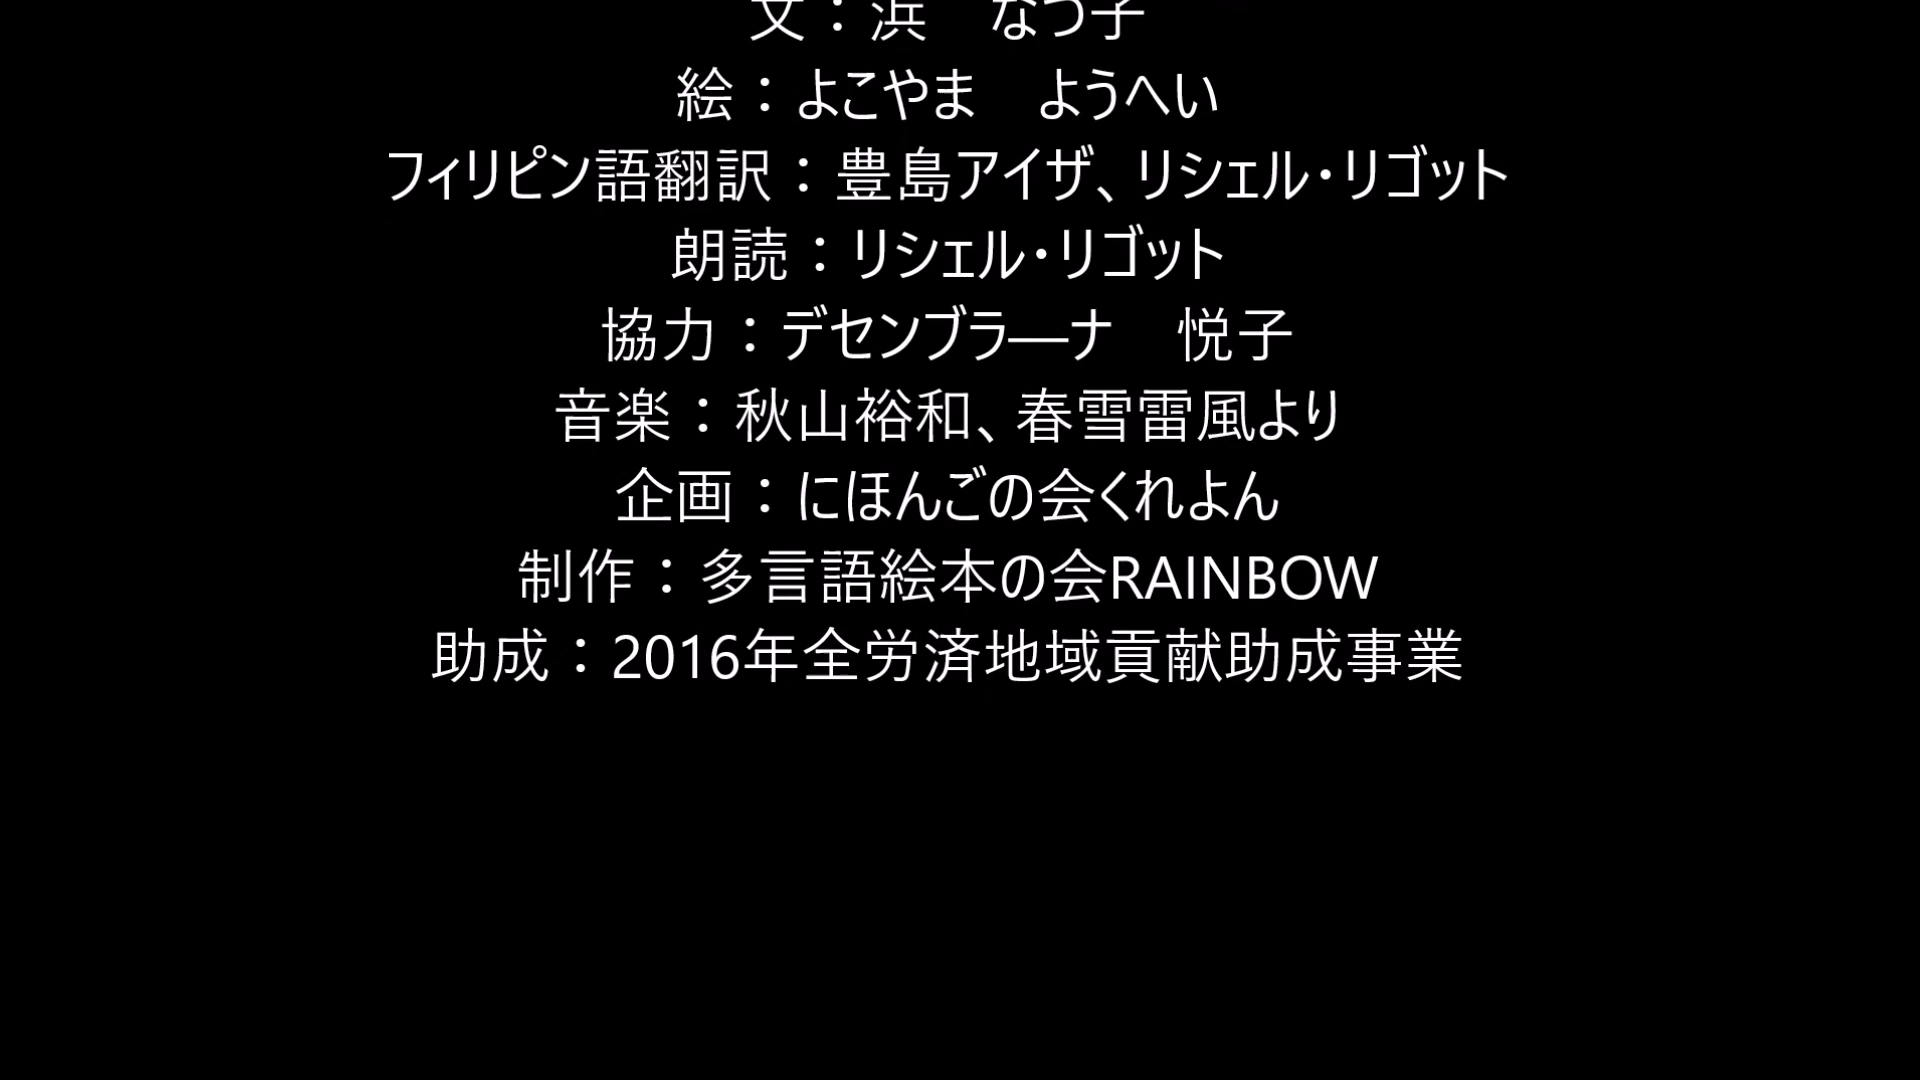 文：浜　なつ子
絵：よこやま　ようへい
フィリピン語翻訳：豊島アイザ、リシェル・リゴット
朗読：リシェル・リゴット
協力：デセンブラ―ナ　悦子
音楽：秋山裕和、春雪雷風より
企画：にほんごの会くれよん
制作：多言語絵本の会RAINBOW
助成：2016年全労済地域貢献助成事業